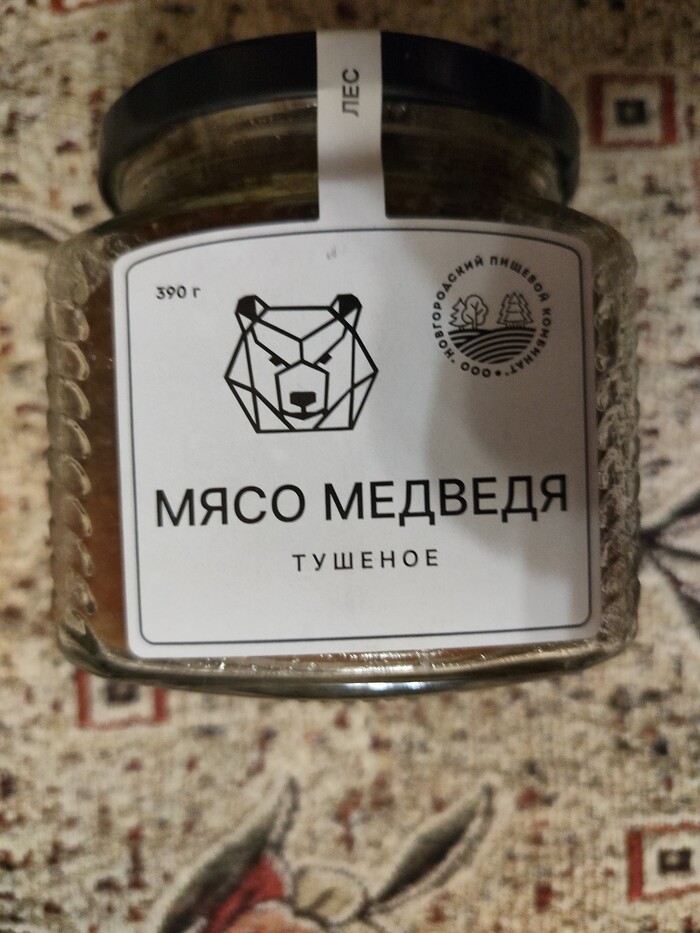 ЛЕС
390 г
ООО "НОВГОРОДСКИЙ ПИЩЕВОЙ КОМБИНАТ"
МЯСО МЕДВЕДЯ
ТУШЕНОЕ